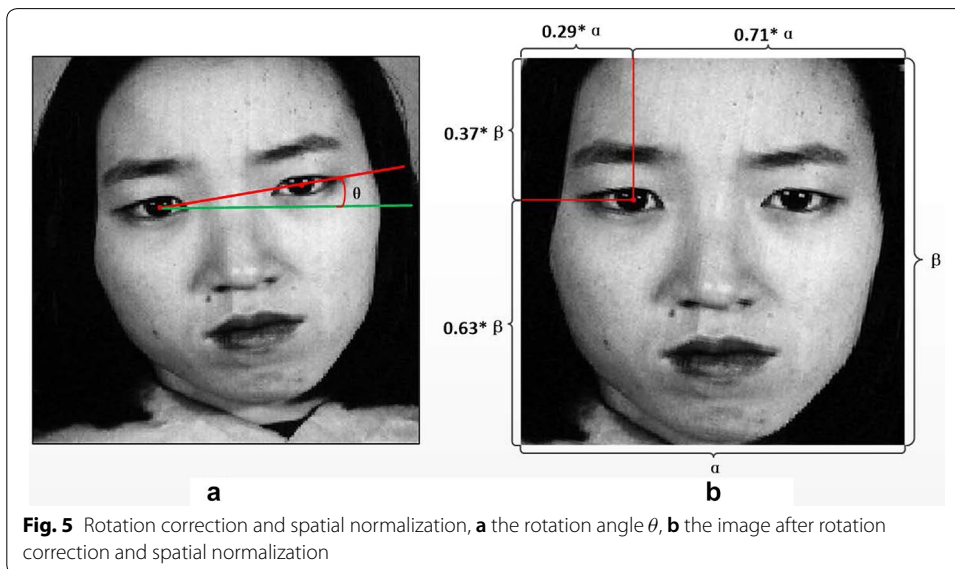 0.29* α
0.71* α
0.37* β
θ
β
0.63* β
α
a
b
Fig. 5 Rotation correction and spatial normalization, a the rotation angle θ, b the image after rotation
correction and spatial normalization